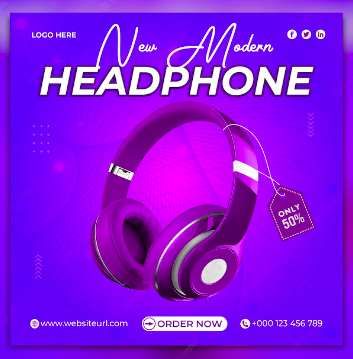 LOGO HERE
New Modern
HEADPHONE
ONLY
50%
www.websiteurl.com
ORDER NOW
+000 123 456 789